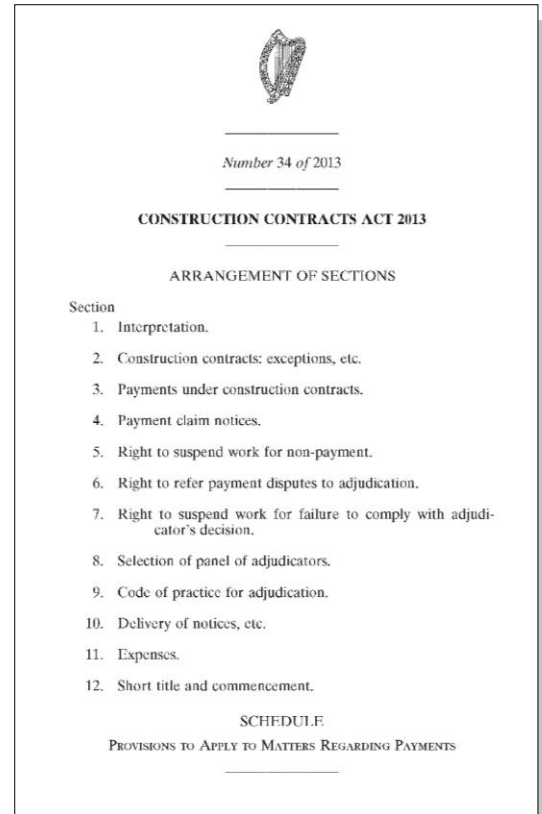 Number 34 of 2013
CONSTRUCTION CONTRACTS ACT 2013
ARRANGEMENT OF SECTIONS
Section
1. Interpretation.
2. Construction contracts: exceptions, etc.
3. Payments under construction contracts.
4. Payment claim notices.
5. Right to suspend work for non-payment.
6. Right to refer payment disputes to adjudication.
7. Right to suspend work for failure to comply with adjudi-
cator's decision.
8. Selection of panel of adjudicators.
9. Code of practice for adjudication.
10. Delivery of notices, etc.
11. Expenses.
12. Short title and commencement.
SCHEDULE
Provisions to Apply to Matters Regarding Payments